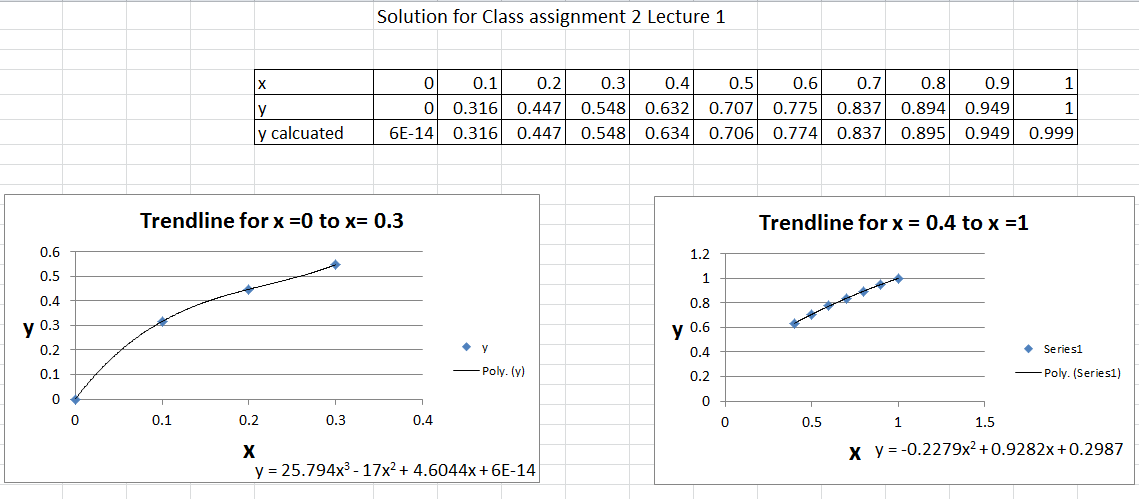 Solution for Class assignment 2 Lecture 1
x 0 0.1 0.2 0.3 0.4 0.5 0.6 0.7 0.8 0.9 1
y 0 0.316 0.447 0.548 0.632 0.707 0.775 0.837 0.894 0.949 1
y calcuated 6E-14 0.316 0.447 0.548 0.634 0.706 0.774 0.837 0.895 0.949 0.999
Trendline for x =0 to x= 0.3
0.6
0.5
0.4
0.3
0.2
0.1
0
y
0 0.1 0.2 0.3 0.4
x
y
Poly. (y)
y = 25.794x³ - 17x² + 4.6044x + 6E-14
Trendline for x = 0.4 to x =1
1.2
1
0.8
0.6
0.4
0.2
0
y
0 0.5 1 1.5
x
Series1
Poly. (Series1)
y = -0.2279x² + 0.9282x + 0.2987